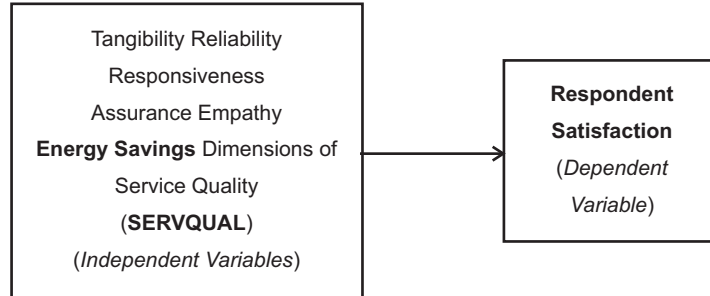 Tangibility Reliability
Responsiveness
Assurance Empathy
Energy Savings Dimensions of
Service Quality
(SERVQUAL)
(Independent Variables)
Respondent
Satisfaction
(Dependent
Variable)